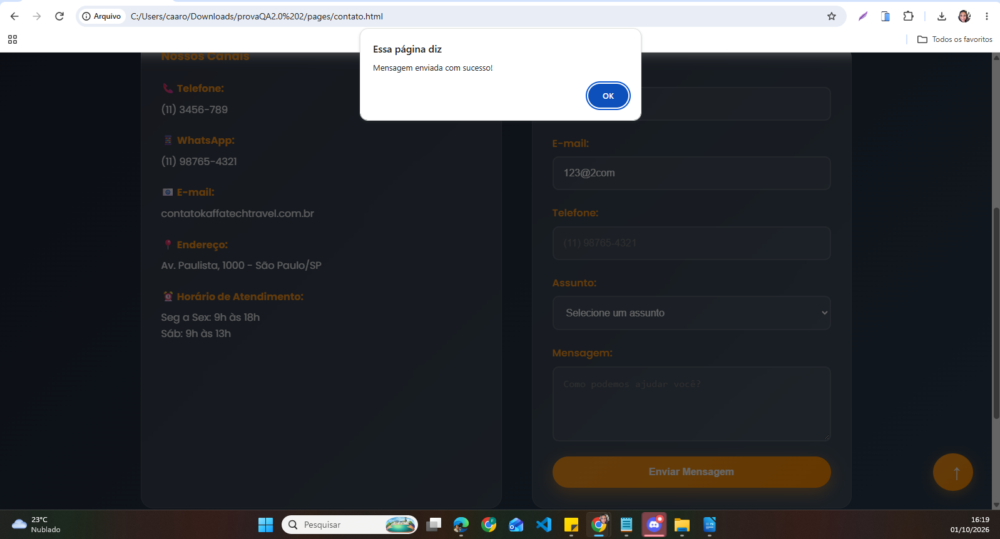 Arquivo
C:/Users/caaro/Downloads/provaQA2.0%202/pages/contato.html
Todos os favoritos
Essa página diz
Mensagem enviada com sucesso!
OK
Nossos Canais
Telefone:
(11) 3456-789
WhatsApp:
(11) 98765-4321
E-mail:
contatokaffatechtravel.com.br
Endereço:
Av. Paulista, 1000 - São Paulo/SP
Horário de Atendimento:
Seg a Sex: 9h às 18h
Sáb: 9h às 13h
E-mail:
123@2com
Telefone:
(11) 98765-4321
Assunto:
Selecione um assunto
Mensagem:
Como podemos ajudar você?
Enviar Mensagem
↑
23°C
Nublado
Pesquisar
16:19
01/10/2026